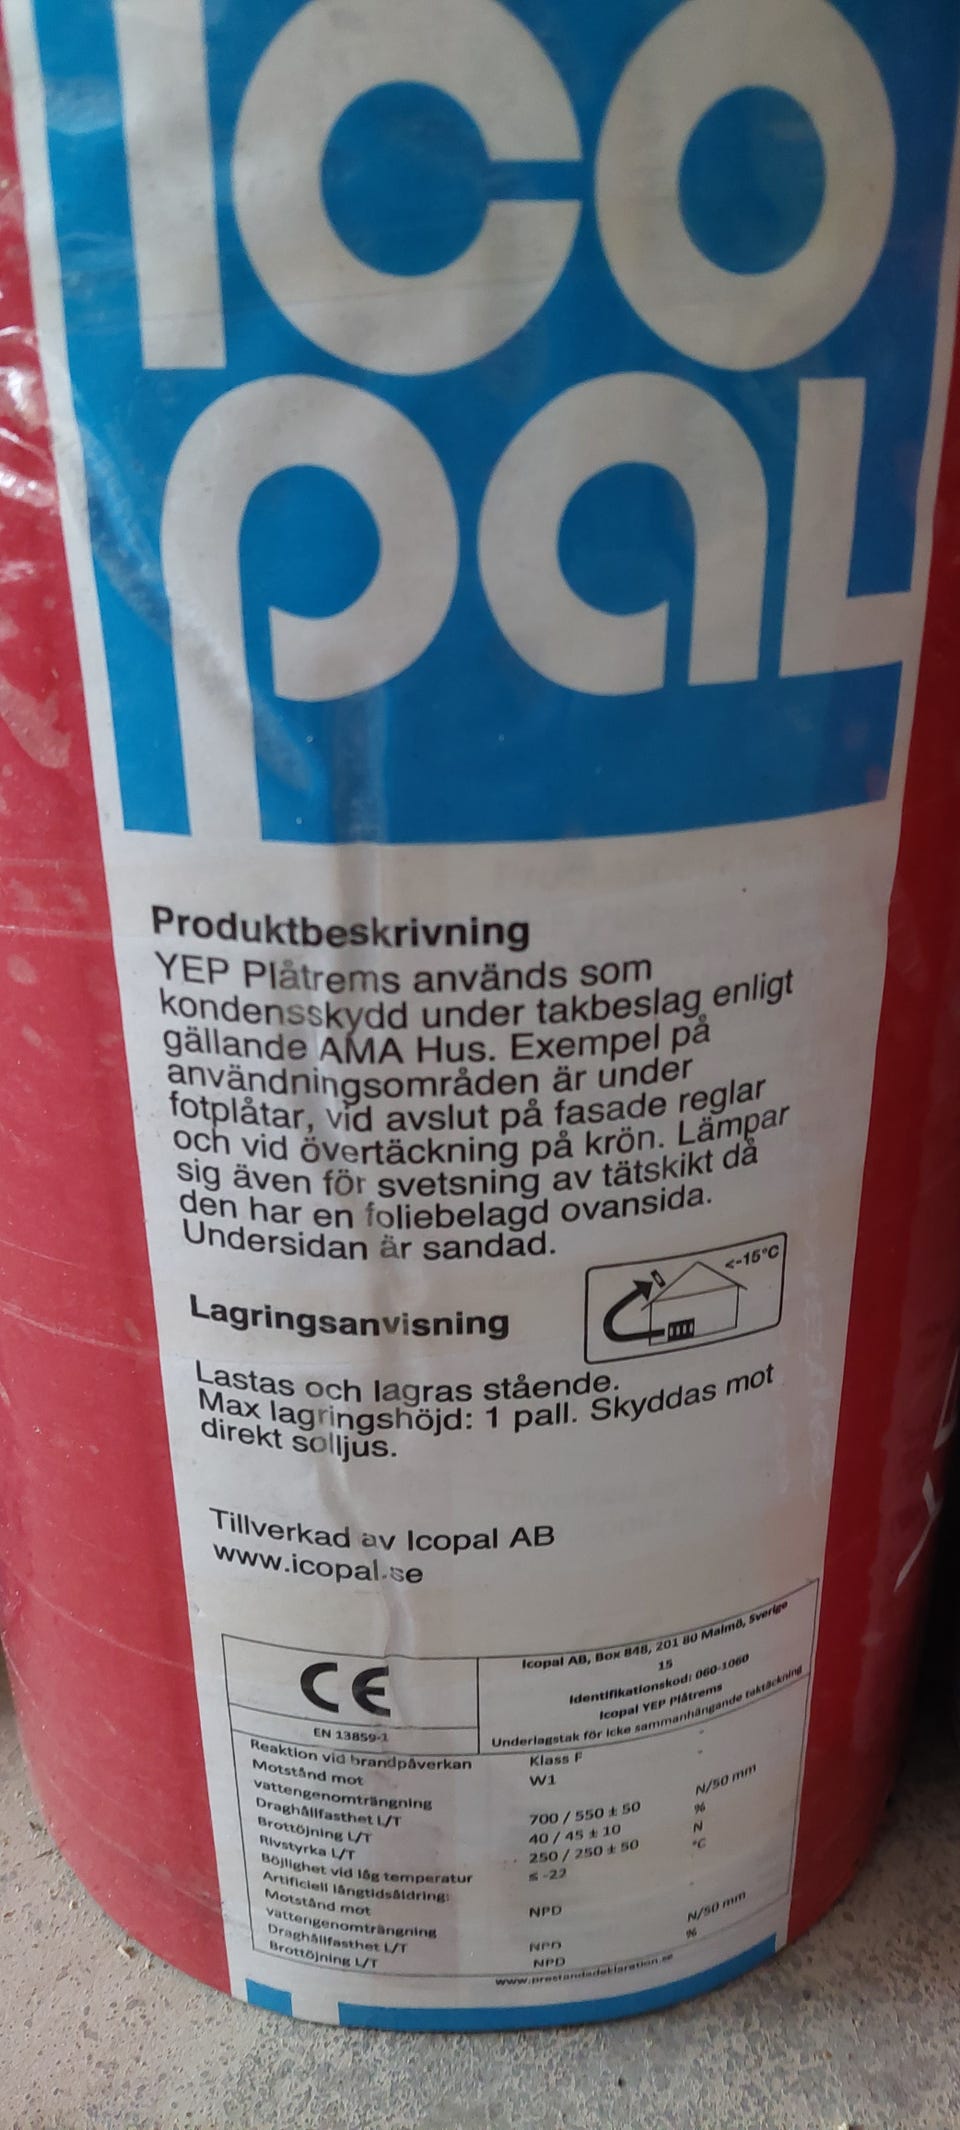 ICO
PAL
Produktbeskrivning
YEP Plåtrems används som
kondensskydd under takbeslag enligt
gällande AMA Hus. Exempel på
användningsområden är under
fotplåtar, vid avslut på fasade reglar
och vid övertäckning på krön. Lämpar
sig även för svetsning av tätskikt då
den har en foliebelagd ovansida.
Undersidan är sandad.
<-15°C
Lagringsanvisning
Lastas och lagras stående.
Max lagringshöjd: 1 pall. Skyddas mot
direkt solljus.
Tillverkad av Icopal AB
www.icopal.se
CE
EN 13859-1
Icopal AB, Box 848, 201 80 Malmö, Sverige
15
Identifikationskod: 060-1060
Icopal YEP Plåtrems
Underlagstak för icke sammanhängande taktäckning
Reaktion vid brandpåverkan Klass F -
Motstånd mot
vattengenomträngning W1 -
Draghållfasthet L/T 700 / 550 ± 50 N/50 mm
Brottöjning L/T 40 / 45 ± 10 %
Rivstyrka L/T 250 / 250 ± 50 N
Böjlighet vid låg temperatur ≤ -22 °C
Artificiell långtidsåldring:
Motstånd mot
vattengenomträngning NPD
Draghållfasthet L/T NPD N/50 mm
Brottöjning L/T NPD %
www.prestandadeklaration.se